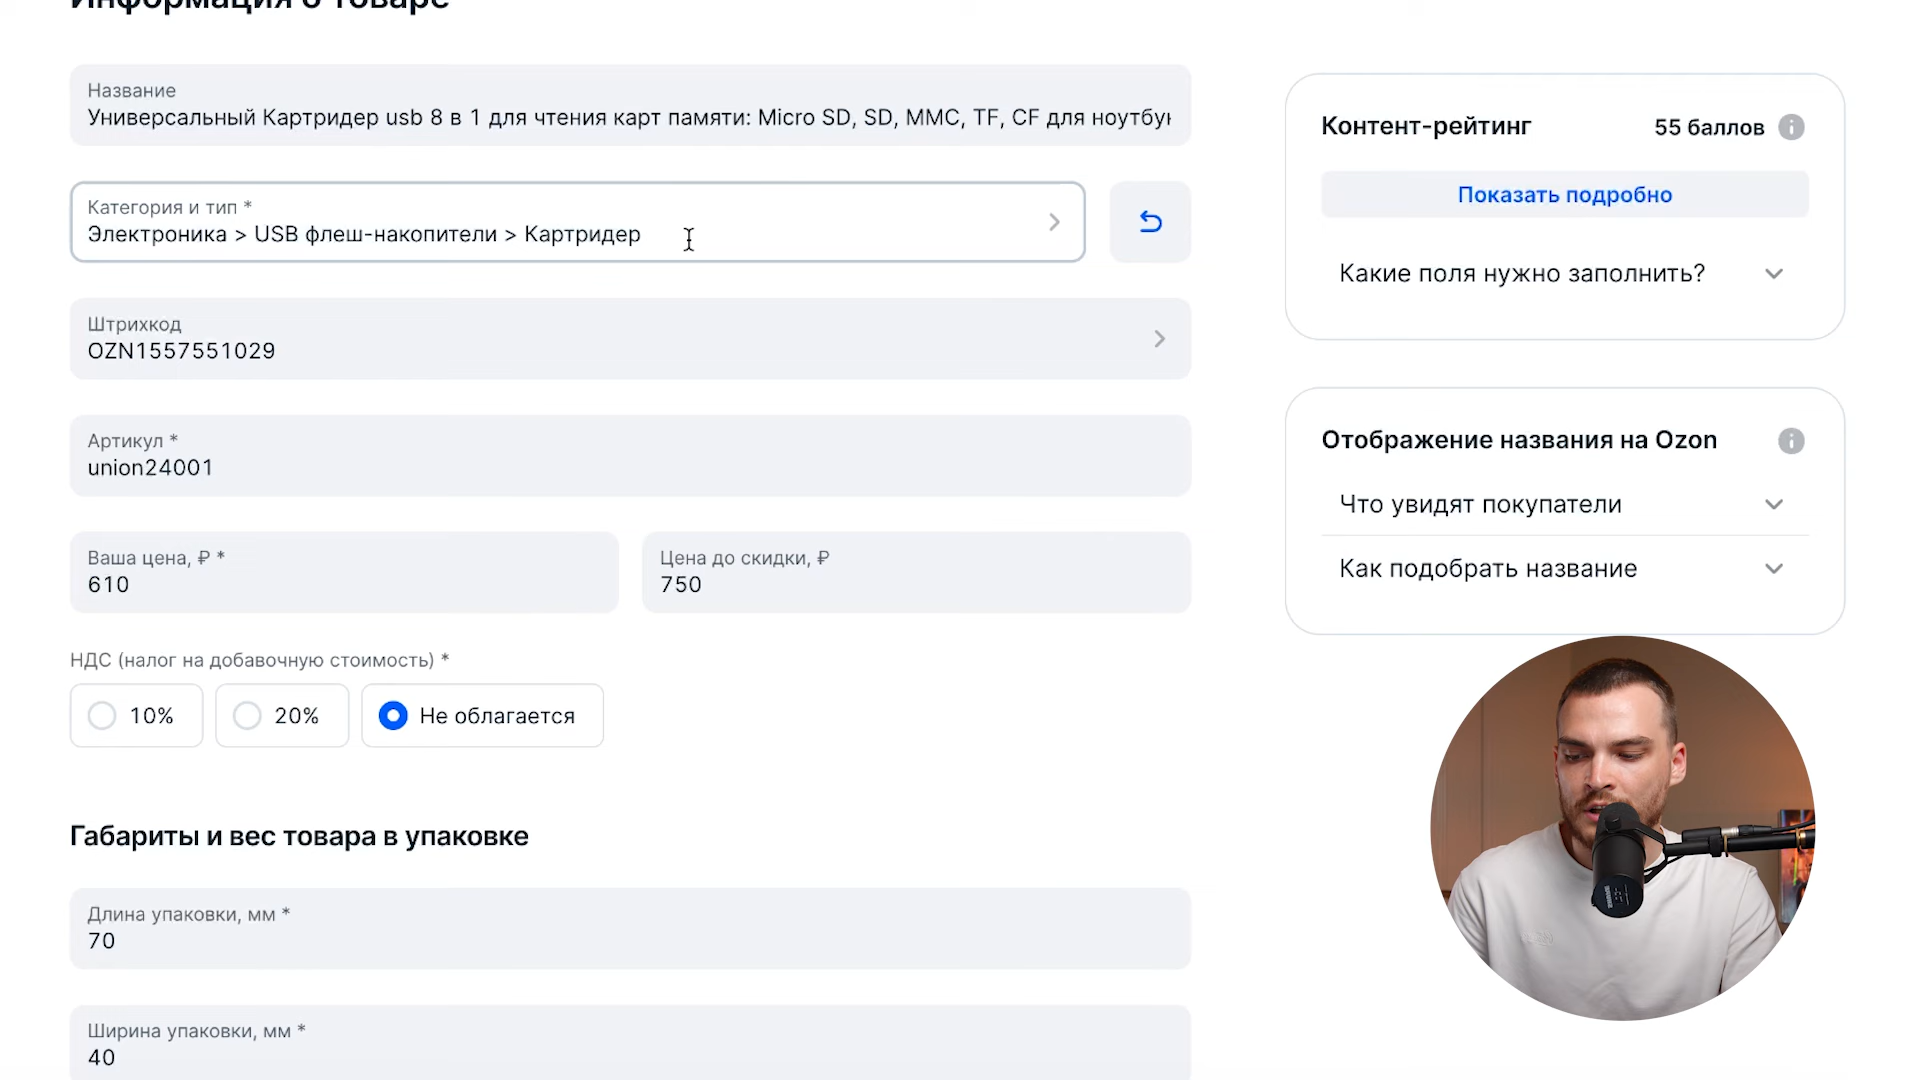 Информация о товаре
Название
Универсальный Картридер usb 8 в 1 для чтения карт памяти: Micro SD, SD, MMC, TF, CF для ноутбук
Категория и тип *
Электроника > USB флеш-накопители > Картридер
Штрихкод
OZN1557551029
Артикул *
union24001
Ваша цена, ₽ *
610
Цена до скидки, ₽
750
НДС (налог на добавочную стоимость) *
10%
20%
Не облагается
Габариты и вес товара в упаковке
Длина упаковки, мм *
70
Ширина упаковки, мм *
40
Контент-рейтинг
55 баллов
Показать подробно
Какие поля нужно заполнить?
Отображение названия на Ozon
Что увидят покупатели
Как подобрать название